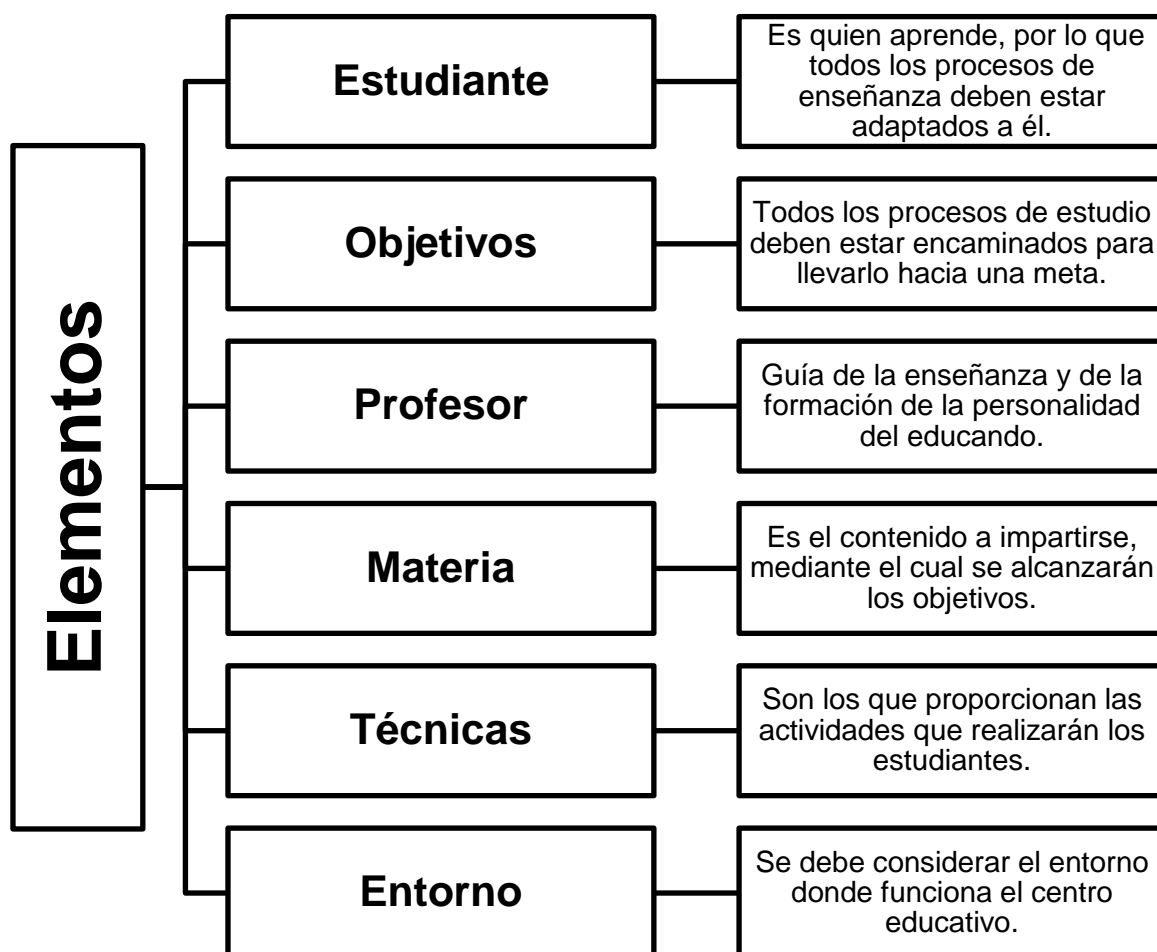 Elementos
Estudiante
Es quien aprende, por lo que
todos los procesos de
enseñanza deben estar
adaptados a él.
Objetivos
Todos los procesos de estudio
deben estar encaminados para
llevarlo hacia una meta.
Profesor
Guía de la enseñanza y de la
formación de la personalidad
del educando.
Materia
Es el contenido a impartirse,
mediante el cual se alcanzarán
los objetivos.
Técnicas
Son los que proporcionan las
actividades que realizarán los
estudiantes.
Entorno
Se debe considerar el entorno
donde funciona el centro
educativo.